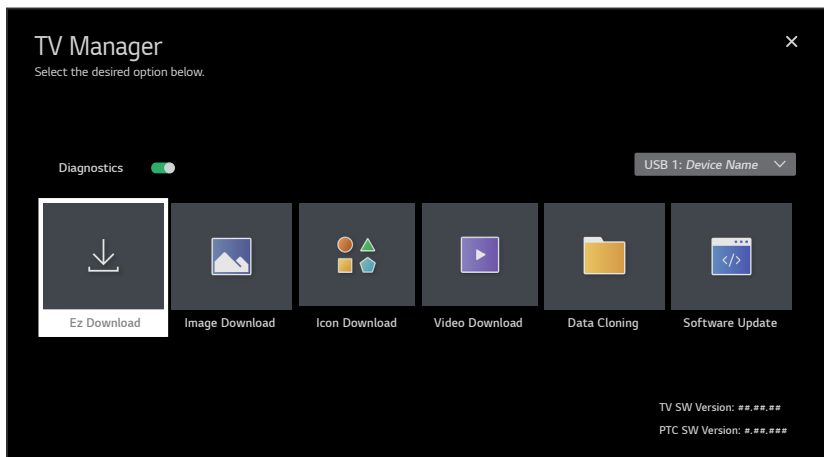 TV Manager
Select the desired option below.
Diagnostics
USB 1: Device Name
Ez Download
Image Download
Icon Download
Video Download
Data Cloning
Software Update
</>
TV SW Version: ##.##.##
PTC SW Version: #.##.###